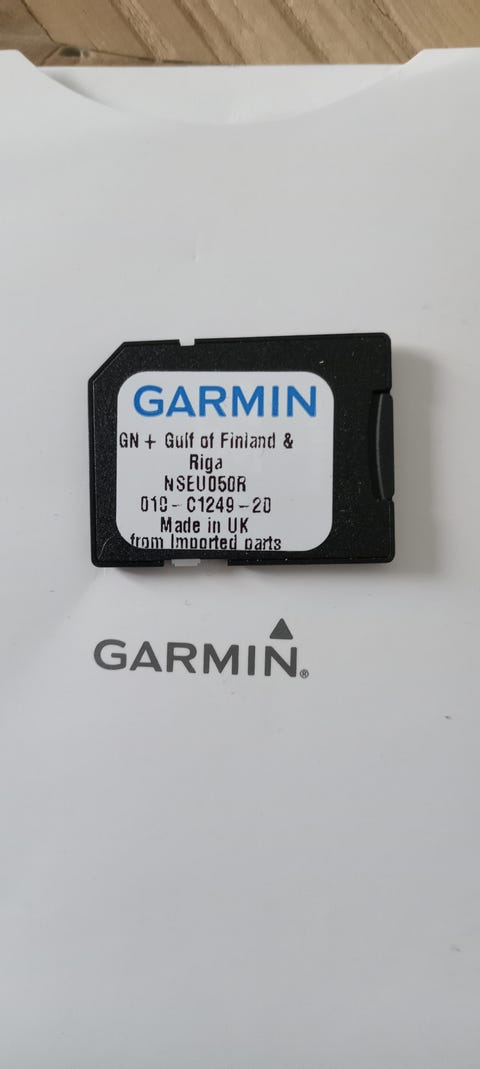 GARMIN
GN + Gulf of Finland &
Riga
NSEU050R
010-C1249-20
Made in UK
from Imported parts
GARMIN®